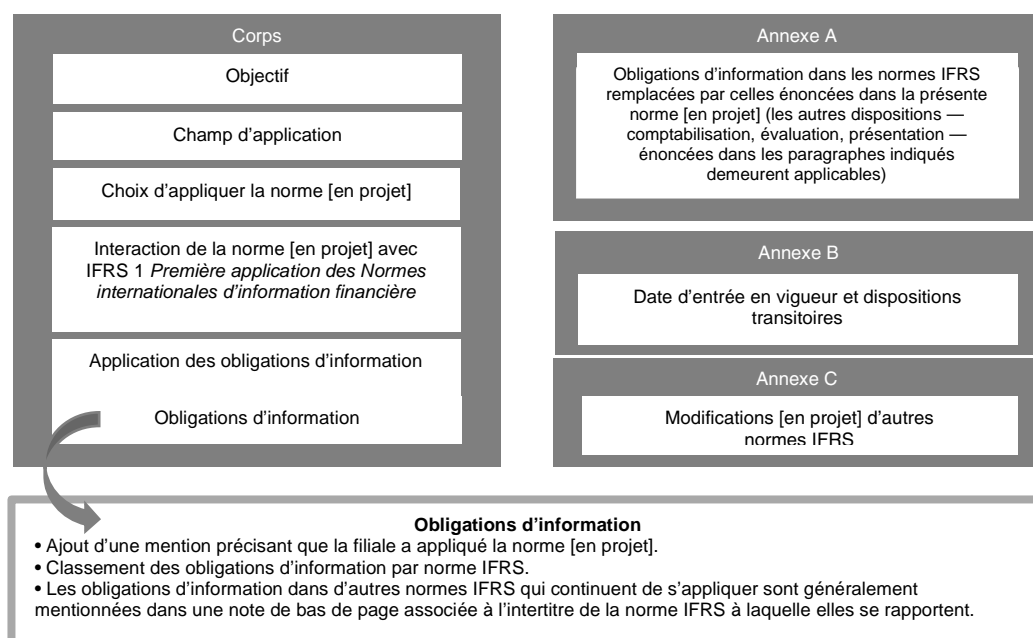 Corps
Objectif
Champ d’application
Choix d’appliquer la norme [en projet]
Interaction de la norme [en projet] avec
IFRS 1 Première application des Normes
internationales d’information financière
Application des obligations d’information
Obligations d’information
Annexe A
Obligations d’information dans les normes IFRS
remplacées par celles énoncées dans la présente
norme [en projet] (les autres dispositions —
comptabilisation, évaluation, présentation —
énoncées dans les paragraphes indiqués
demeurent applicables)
Annexe B
Date d’entrée en vigueur et dispositions
transitoires
Annexe C
Modifications [en projet] d’autres
normes IFRS
Obligations d’information
• Ajout d’une mention précisant que la filiale a appliqué la norme [en projet].
• Classement des obligations d’information par norme IFRS.
• Les obligations d’information dans d’autres normes IFRS qui continuent de s’appliquer sont généralement
mentionnées dans une note de bas de page associée à l’intertitre de la norme IFRS à laquelle elles se rapportent.